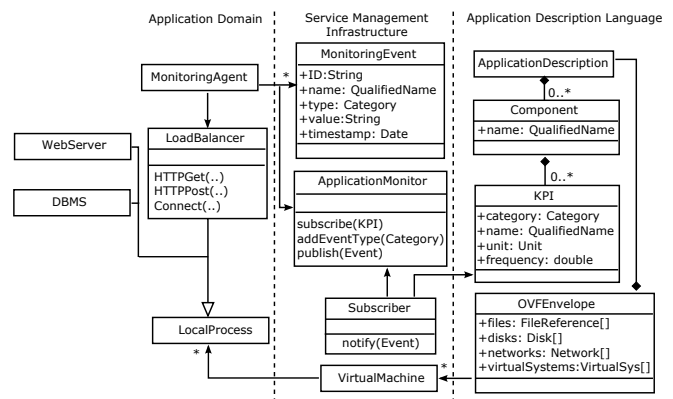 Application Domain
Service Management
Infrastructure
Application Description Language
MonitoringAgent
*
MonitoringEvent
+ID:String
+name: QualifiedName
+type: Category
+value:String
+timestamp: Date
ApplicationDescription
0..*
Component
+name: QualifiedName
WebServer
LoadBalancer
HTTPGet(..)
HTTPPost(..)
Connect(..)
DBMS
ApplicationMonitor
subscribe(KPI)
addEventType(Category)
publish(Event)
0..*
KPI
+category: Category
+name: QualifiedName
+unit: Unit
+frequency: double
Subscriber
notify(Event)
OVFEnvelope
+files: FileReference[]
+disks: Disk[]
+networks: Network[]
+virtualSystems:VirtualSys[]
LocalProcess
*
VirtualMachine
*